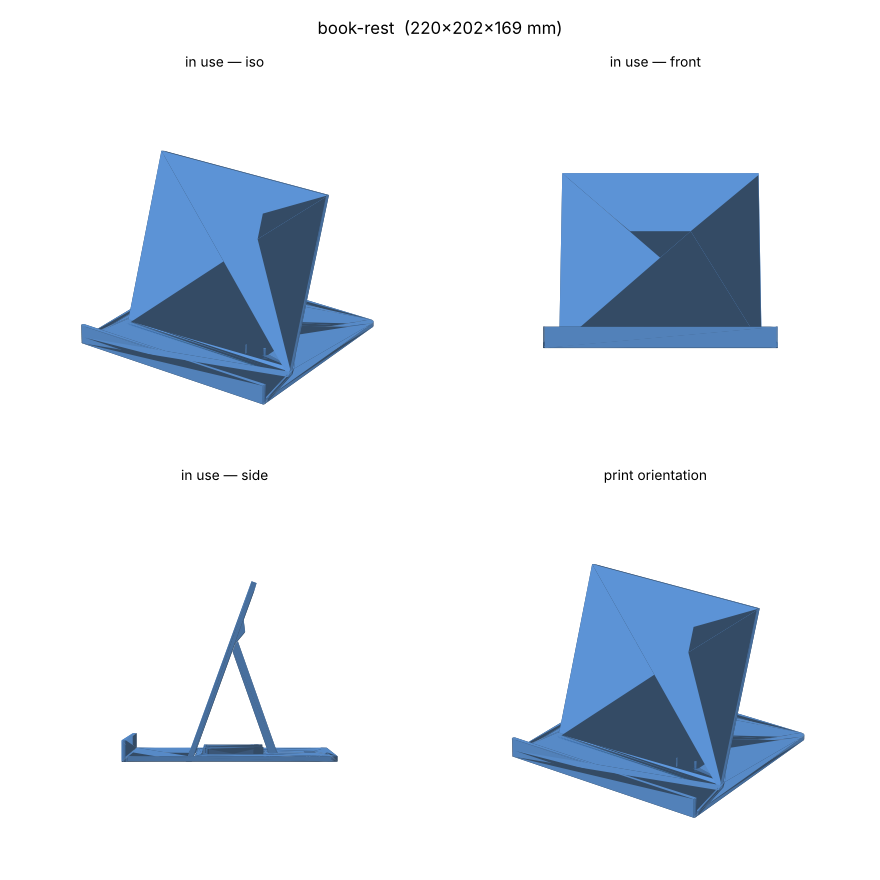 book-rest (220×202×169 mm)
in use — iso
in use — front
in use — side
print orientation